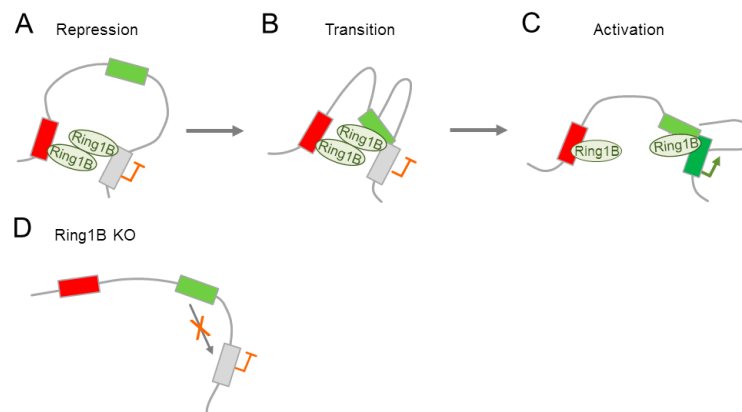 A Repression
B Transition
C Activation
Ring1B
Ring1B
Ring1B
Ring1B
Ring1B
Ring1B
D Ring1B KO